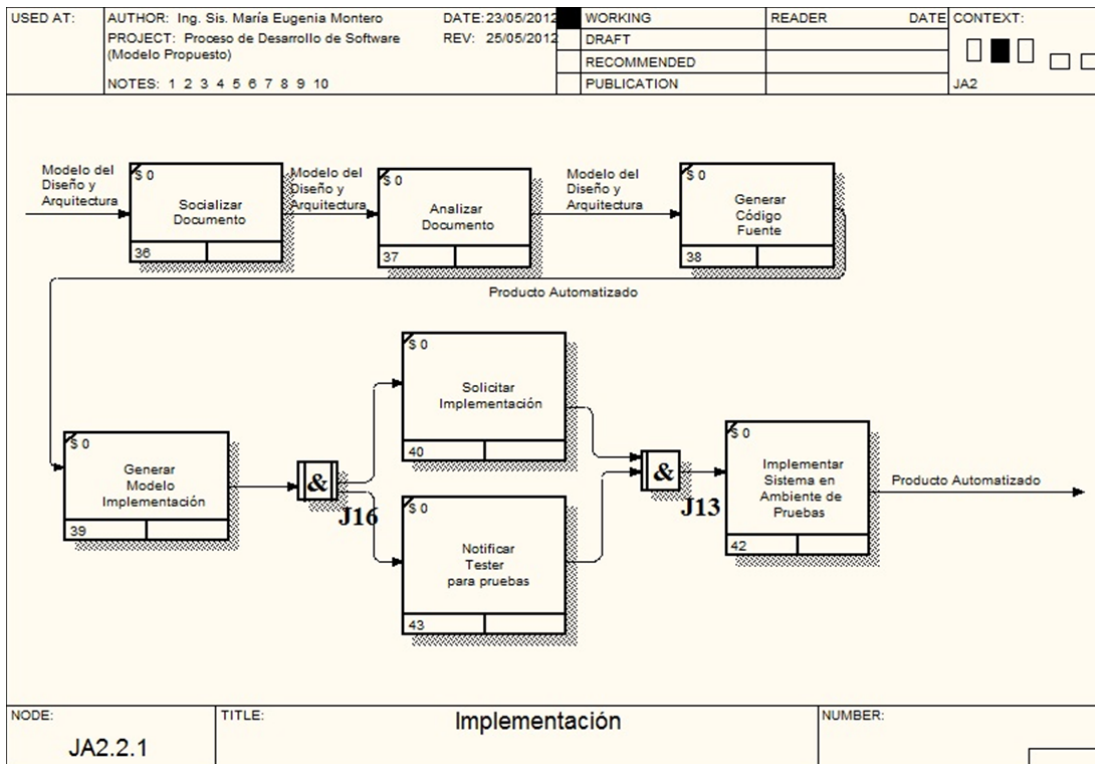 USED AT:
AUTHOR: Ing. Sis. María Eugenia Montero
DATE: 23/05/2012
PROJECT: Proceso de Desarrollo de Software
(Modelo Propuesto)
REV: 25/05/2012
NOTES: 1 2 3 4 5 6 7 8 9 10
WORKING
DRAFT
RECOMMENDED
PUBLICATION
READER
DATE
CONTEXT:
JA2
Modelo del
Diseño y
Arquitectura
$ 0
Socializar
Documento
36
Modelo del
Diseño y
Arquitectura
$ 0
Analizar
Documento
37
Modelo del
Diseño y
Arquitectura
$ 0
Generar
Código
Fuente
38
Producto Automatizado
$ 0
Generar
Modelo
Implementación
39
&
J16
$ 0
Solicitar
Implementación
40
$ 0
Notificar
Tester
para pruebas
43
&
J13
$ 0
Implementar
Sistema en
Ambiente de
Pruebas
42
Producto Automatizado
NODE:
JA2.2.1
TITLE:
Implementación
NUMBER: